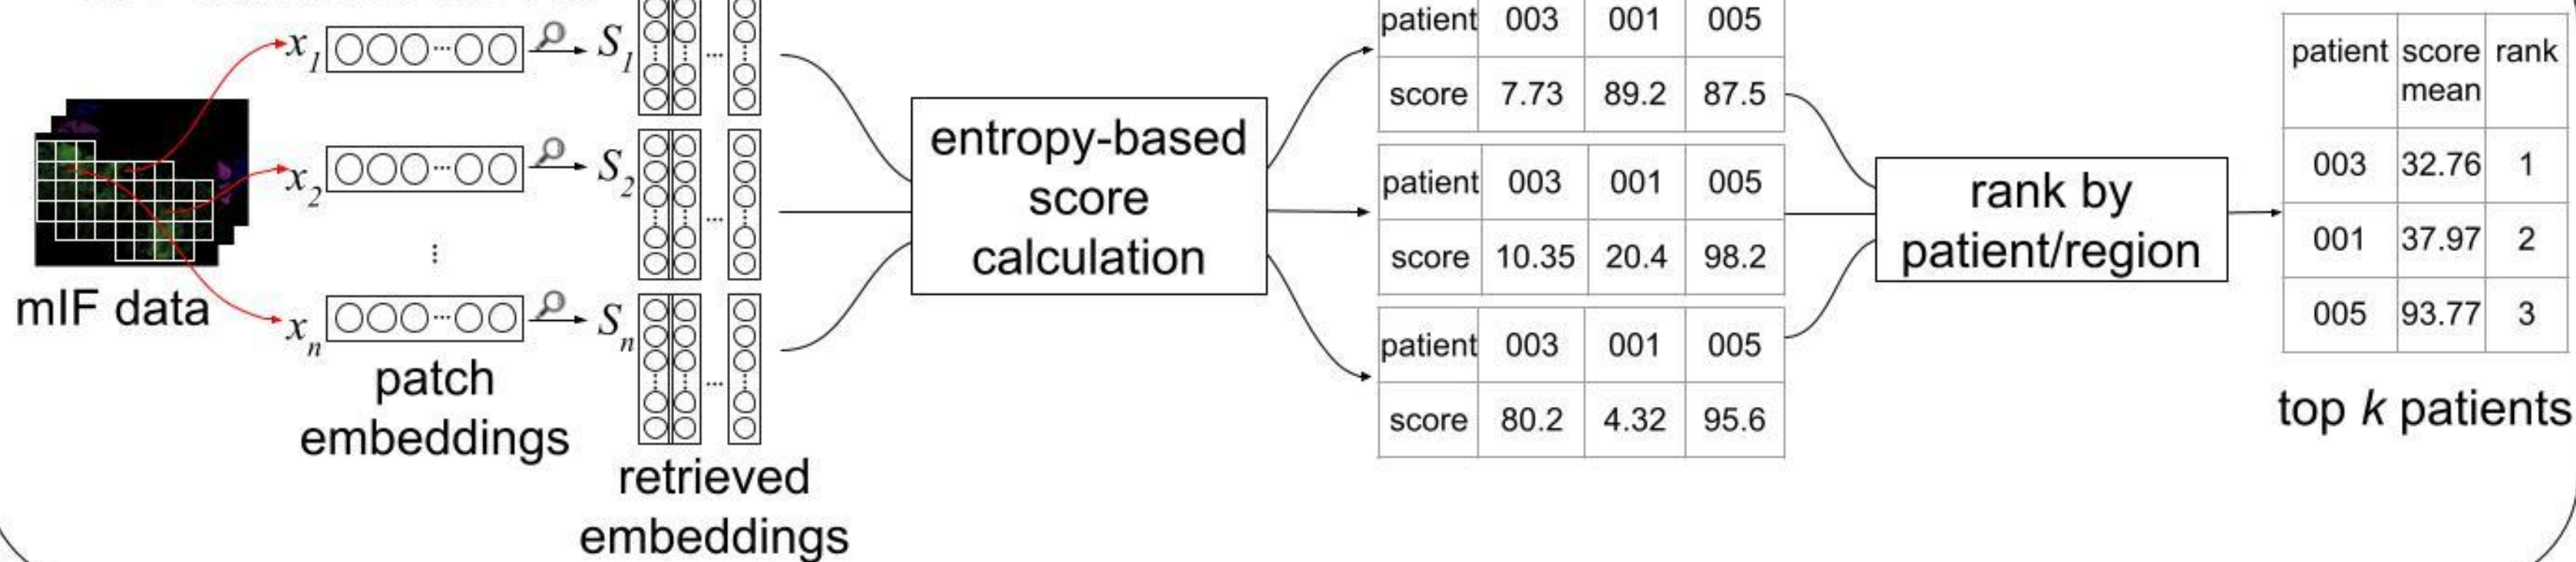 mIF data
x1
x2
⋮
xn
patch
embeddings
S1
S2
Sn
retrieved
embeddings
entropy-based
score
calculation
patient 003 001 005
score 7.73 89.2 87.5
patient 003 001 005
score 10.35 20.4 98.2
patient 003 001 005
score 80.2 4.32 95.6
rank by
patient/region
patient score mean rank
003 32.76 1
001 37.97 2
005 93.77 3
top k patients